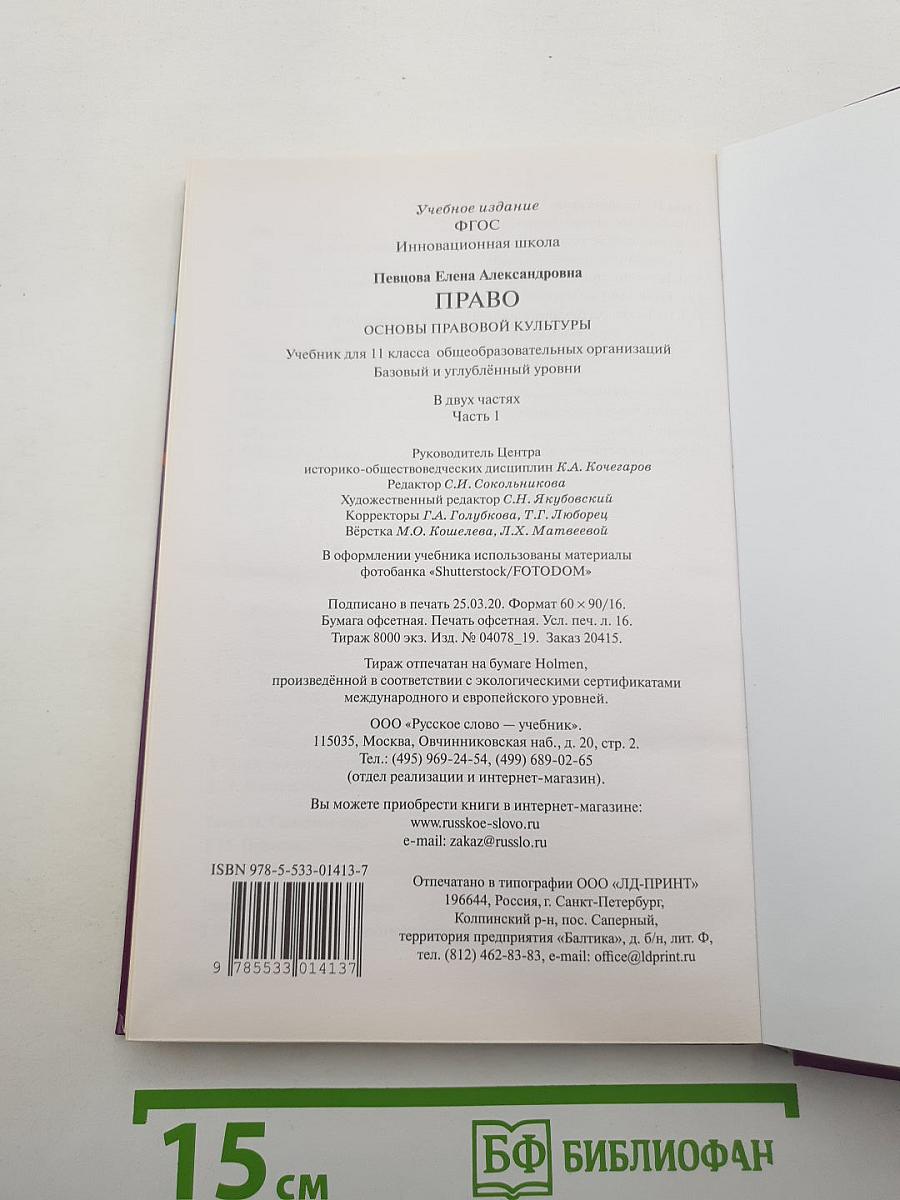 Учебное издание
ФГОС
Инновационная школа
Певцова Елена Александровна
ПРАВО
ОСНОВЫ ПРАВОВОЙ КУЛЬТУРЫ
Учебник для 11 класса общеобразовательных организаций
Базовый и углублённый уровни
В двух частях
Часть 1
Руководитель Центра
историко-обществоведческих дисциплин К.А. Кочегаров
Редактор С.И. Сокольникова
Художественный редактор С.Н. Якубовский
Корректоры Г.А. Голубкова, Т.Г. Люборец
Вёрстка М.О. Кошелева, Л.Х. Матвеевой
В оформлении учебника использованы материалы
фотобанка «Shutterstock/FOTODOM»
Подписано в печать 25.03.20. Формат 60 × 90/16.
Бумага офсетная. Печать офсетная. Усл. печ. л. 16.
Тираж 8000 экз. Изд. № 04078_19. Заказ 20415.
Тираж отпечатан на бумаге Holmen,
произведённой в соответствии с экологическими сертификатами
международного и европейского уровней.
ООО «Русское слово — учебник».
115035, Москва, Овчинниковская наб., д. 20, стр. 2.
Тел.: (495) 969-24-54, (499) 689-02-65
(отдел реализации и интернет-магазин).
Вы можете приобрести книги в интернет-магазине:
www.russkoe-slovo.ru
e-mail: zakaz@russlo.ru
ISBN 978-5-533-01413-7
9 785533 014137
Отпечатано в типографии ООО «ЛД-ПРИНТ»
196644, Россия, г. Санкт-Петербург,
Колпинский р-н, пос. Саперный,
территория предприятия «Балтика», д. б/н, лит. Ф,
тел. (812) 462-83-83, e-mail: office@ldprint.ru
15 см
БФ БИБЛИОФАН